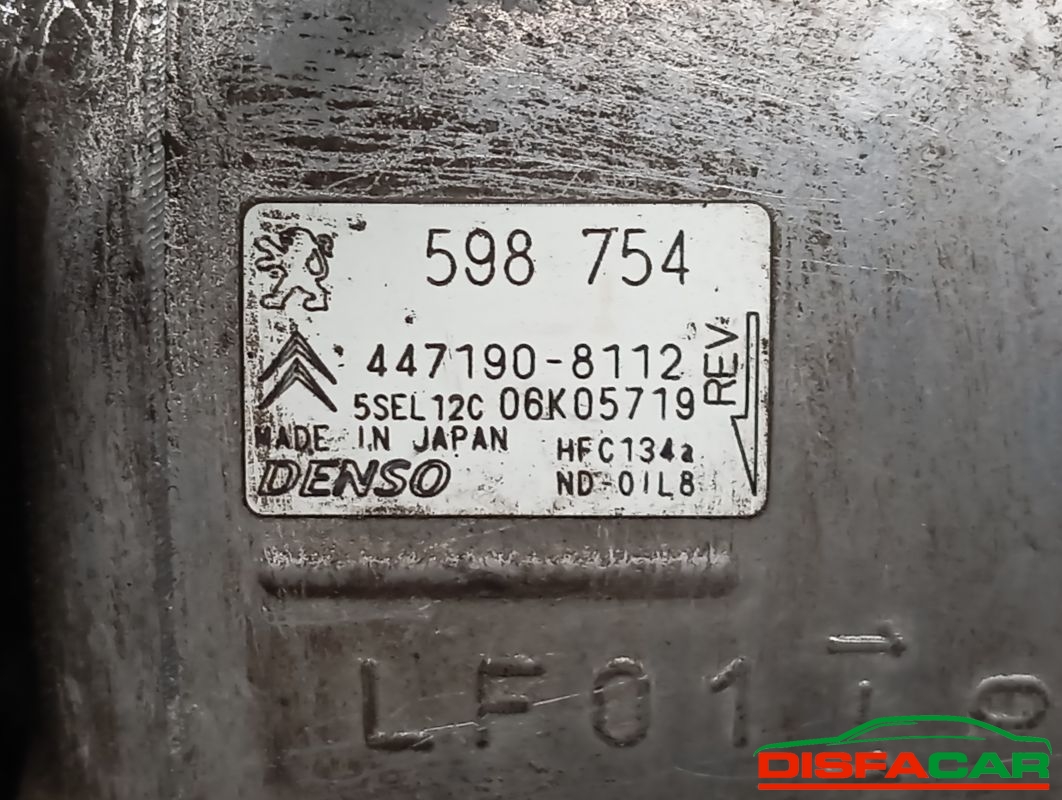 598 754
447190-8112
REV
5SEL12C 06K05719
MADE IN JAPAN
HFC134a
DENSO
ND-OIL8
LF01
DISFACAR